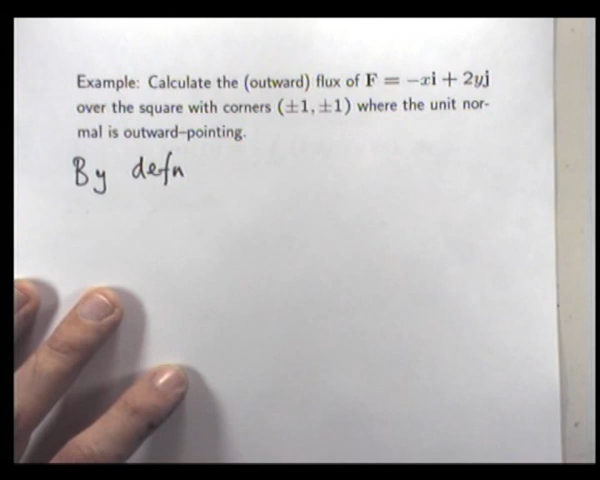 Example: Calculate the (outward) flux of F = −xi + 2yj
over the square with corners (±1, ±1) where the unit nor-
mal is outward–pointing.
By defn